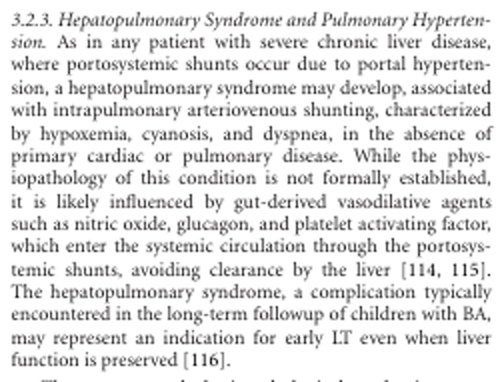 3.2.3. Hepatopulmonary Syndrome and Pulmonary Hyperten-
sion. As in any patient with severe chronic liver disease,
where portosystemic shunts occur due to portal hyperten-
sion, a hepatopulmonary syndrome may develop, associated
with intrapulmonary arteriovenous shunting, characterized
by hypoxemia, cyanosis, and dyspnea, in the absence of
primary cardiac or pulmonary disease. While the phys-
iopathology of this condition is not formally established,
it is likely influenced by gut-derived vasodilative agents
such as nitric oxide, glucagon, and platelet activating factor,
which enter the systemic circulation through the portosys-
temic shunts, avoiding clearance by the liver [114, 115].
The hepatopulmonary syndrome, a complication typically
encountered in the long-term followup of children with BA,
may represent an indication for early LT even when liver
function is preserved [116].